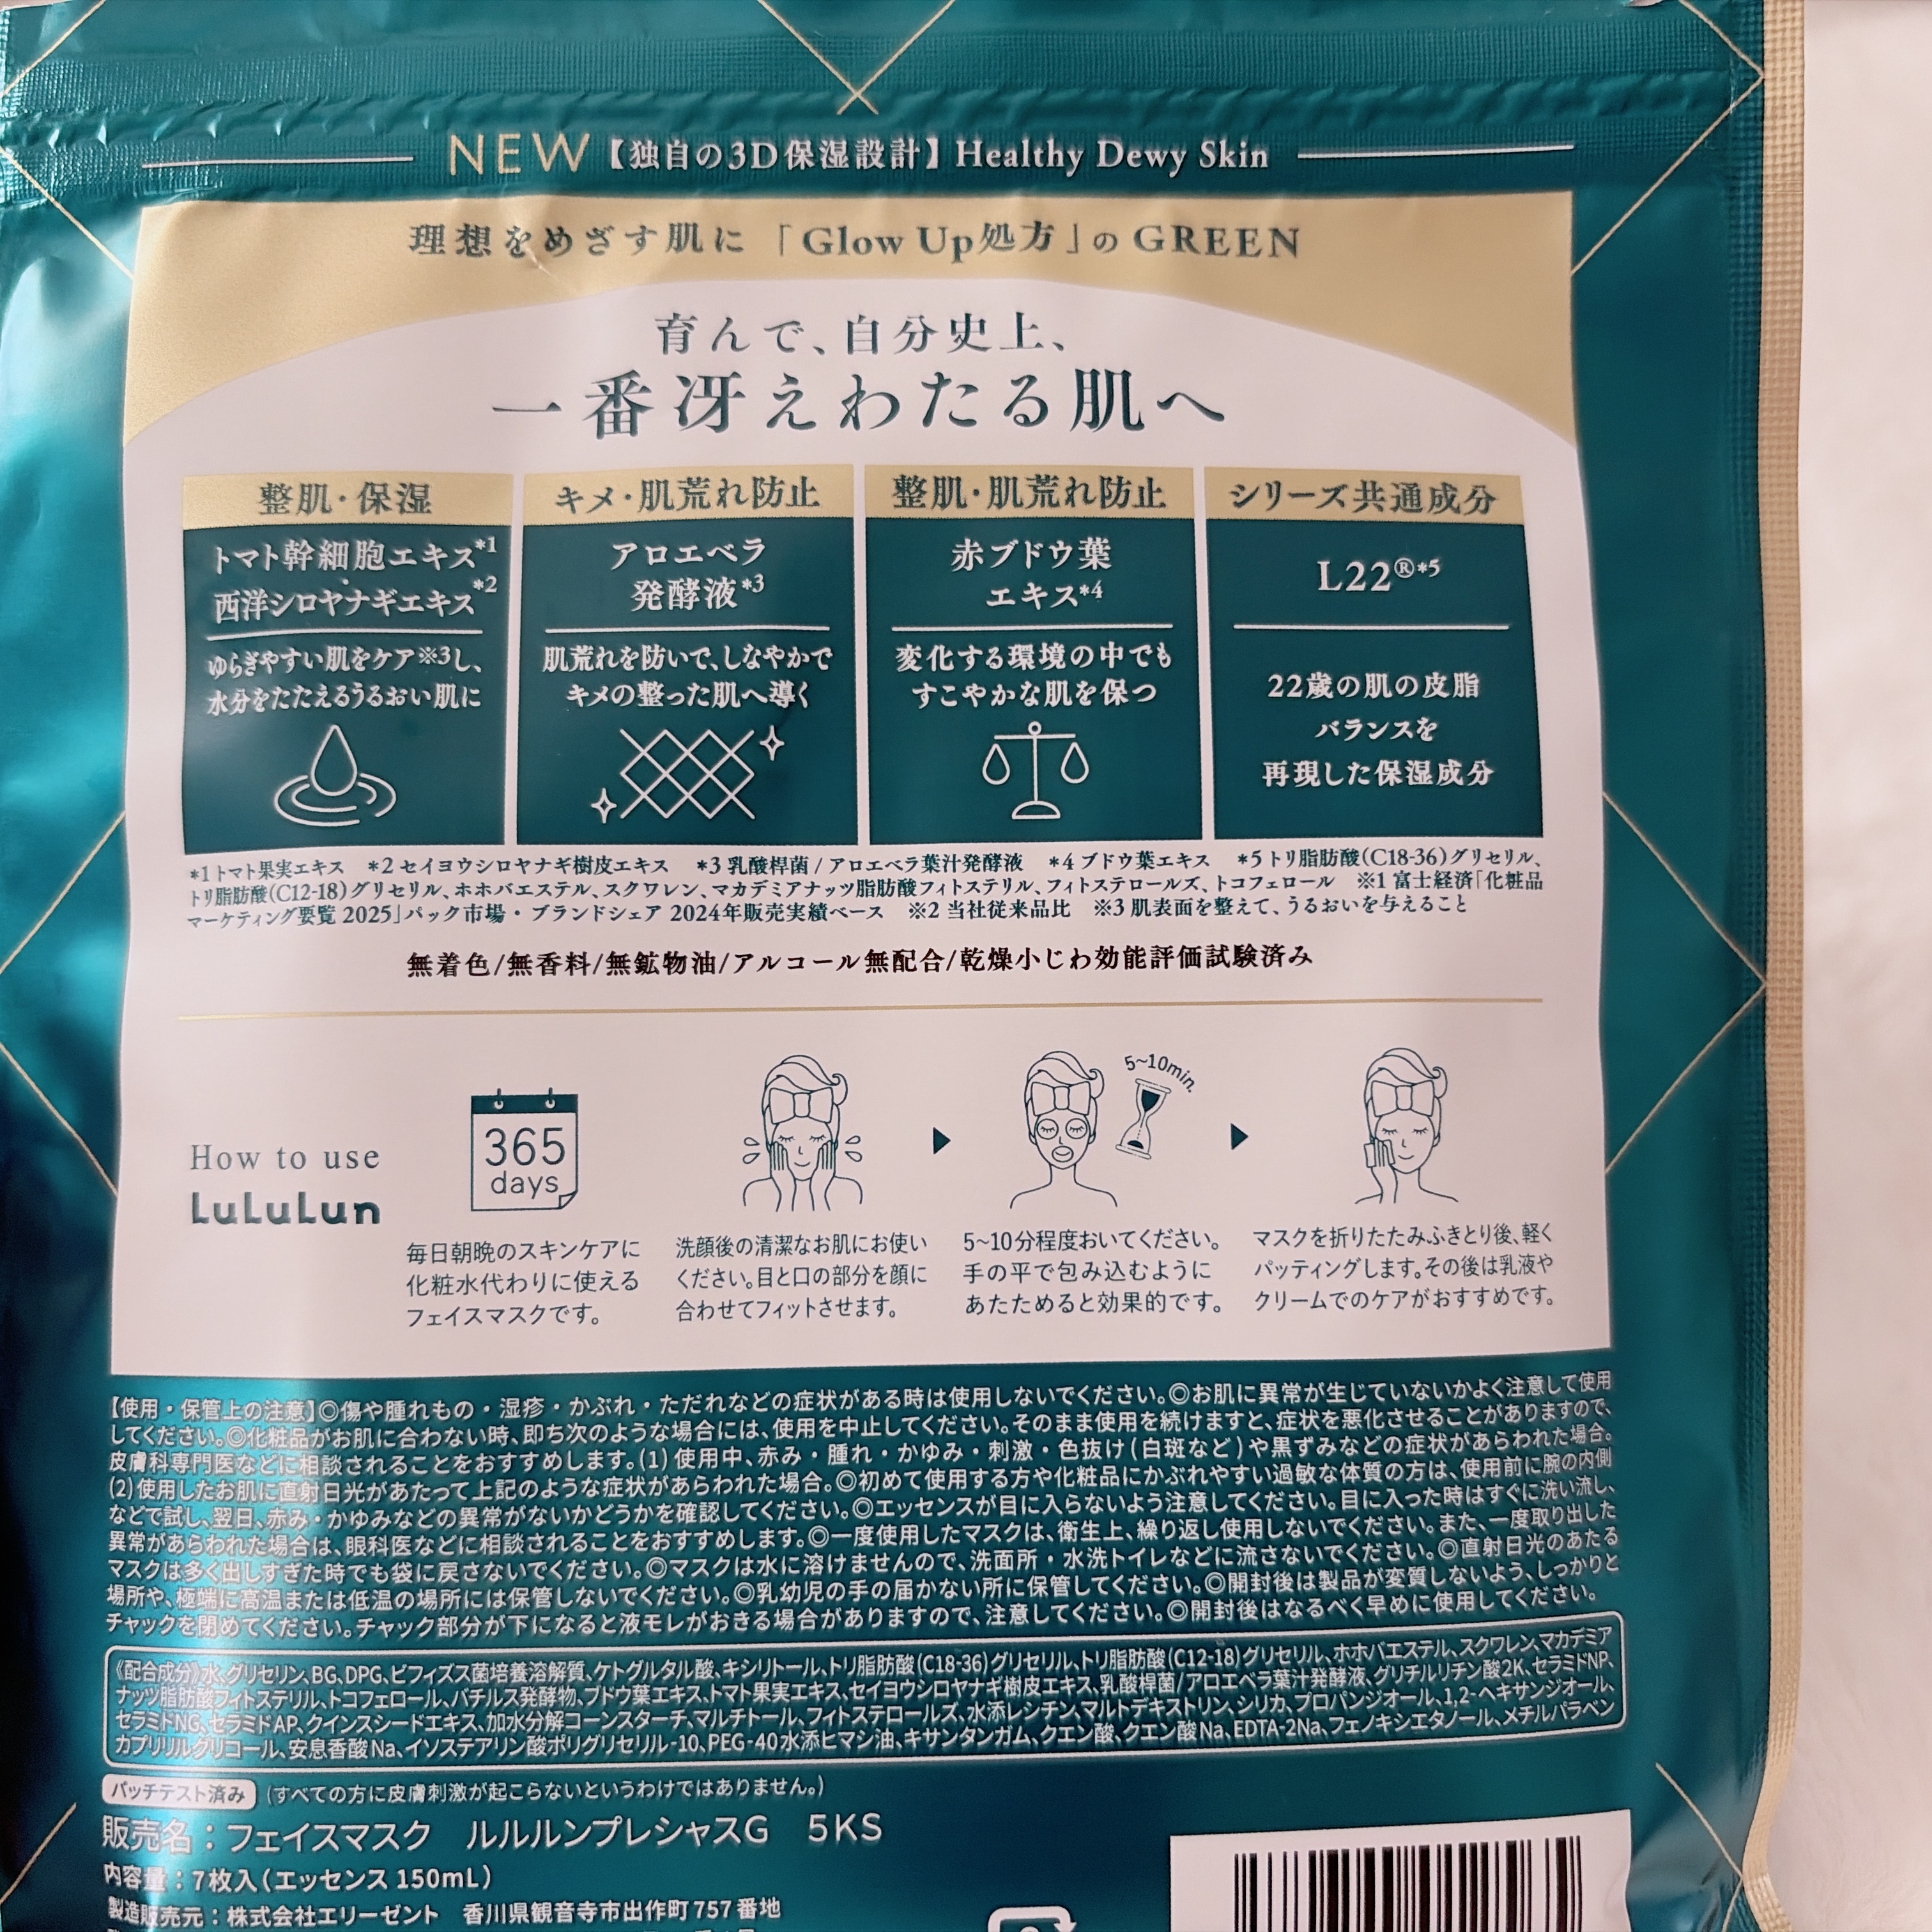 NEW【独自の3D保湿設計】Healthy Dewy Skin
理想をめざす肌に「Glow Up処方」のGREEN
育んで、自分史上、
一番冴えわたる肌へ
整肌・保湿
トマト幹細胞エキス*1
西洋シロヤナギエキス*2
ゆらぎやすい肌をケア※3し、
水分をたたえるうるおい肌に
キメ・肌荒れ防止
アロエベラ
発酵液*3
肌荒れを防いで、しなやかで
キメの整った肌へ導く
整肌・肌荒れ防止
赤ブドウ葉
エキス*4
変化する環境の中でも
すこやかな肌を保つ
シリーズ共通成分
L22®*5
22歳の肌の皮脂
バランスを
再現した保湿成分
*1 トマト果実エキス *2 セイヨウシロヤナギ樹皮エキス *3 乳酸桿菌/アロエベラ葉汁発酵液 *4 ブドウ葉エキス *5 トリ脂肪酸(C18-36)グリセリル、
トリ脂肪酸(C12-18)グリセリル、ホホバエステル、スクワレン、マカデミアナッツ脂肪酸フィトステリル、フィトステロールズ、トコフェロール ※1 富士経済「化粧品
マーケティング要覧 2025」パック市場・ブランドシェア 2024年販売実績ベース ※2 当社従来品比 ※3 肌表面を整えて、うるおいを与えること
無着色/無香料/無鉱物油/アルコール無配合/乾燥小じわ効能評価試験済み
How to use
LuLuLun
365
days
毎日朝晩のスキンケアに
化粧水代わりに使える
フェイスマスクです。
洗顔後の清潔なお肌にお使い
ください。目と口の部分を顔に
合わせてフィットさせます。
5~10min.
5~10分程度おいてください。
手の平で包み込むように
あたためると効果的です。
マスクを折りたたみふきとり後、軽く
パッティングします。その後は乳液や
クリームでのケアがおすすめです。
【使用・保管上の注意】◎傷や腫れもの・湿疹・かぶれ・ただれなどの症状がある時は使用しないでください。◎お肌に異常が生じていないかよく注意して使用
してください。◎化粧品がお肌に合わない時、即ち次のような場合には、使用を中止してください。そのまま使用を続けますと、症状を悪化させることがありますので、
皮膚科専門医などに相談されることをおすすめします。(1) 使用中、赤み・腫れ・かゆみ・刺激・色抜け(白斑など)や黒ずみなどの症状があらわれた場合。
(2)使用したお肌に直射日光があたって上記のような症状があらわれた場合。◎初めて使用する方や化粧品にかぶれやすい過敏な体質の方は、使用前に腕の内側
などで試し、翌日、赤み・かゆみなどの異常がないかどうかを確認してください。◎エッセンスが目に入らないよう注意してください。目に入った時はすぐに洗い流し、
異常があらわれた場合は、眼科医などに相談されることをおすすめします。◎一度使用したマスクは、衛生上、繰り返し使用しないでください。また、一度取り出した
マスクは多く出しすぎた時でも袋に戻さないでください。◎マスクは水に溶けませんので、洗面所・水洗トイレなどに流さないでください。◎直射日光のあたる
場所や、極端に高温または低温の場所には保管しないでください。◎乳幼児の手の届かない所に保管してください。◎開封後は製品が変質しないよう、しっかりと
チャックを閉めてください。チャック部分が下になると液モレがおきる場合がありますので、注意してください。◎開封後はなるべく早めに使用してください。
《配合成分》水、グリセリン、BG、DPG、ビフィズス菌培養溶解質、ケトグルタル酸、キシリトール、トリ脂肪酸(C18-36)グリセリル、トリ脂肪酸(C12-18)グリセリル、ホホバエステル、スクワレン、マカデミア
ナッツ脂肪酸フィトステリル、トコフェロール、バチルス発酵物、ブドウ葉エキス、トマト果実エキス、セイヨウシロヤナギ樹皮エキス、乳酸桿菌/アロエベラ葉汁発酵液、グリチルリチン酸2K、セラミドNP、
セラミドNG、セラミドAP、クインスシードエキス、加水分解コーンスターチ、マルチトール、フィトステロールズ、水添レシチン、マルトデキストリン、シリカ、プロパンジオール、1,2-ヘキサンジオール、
カプリリルグリコール、安息香酸Na、イソステアリン酸ポリグリセリル-10、PEG-40水添ヒマシ油、キサンタンガム、クエン酸、クエン酸Na、EDTA-2Na、フェノキシエタノール、メチルパラベン
パッチテスト済み (すべての方に皮膚刺激が起こらないというわけではありません。)
販売名：フェイスマスク ルルルンプレシャスG 5KS
内容量：7枚入(エッセンス 150mL)
製造販売元：株式会社エリーゼント 香川県観音寺市出作町757番地